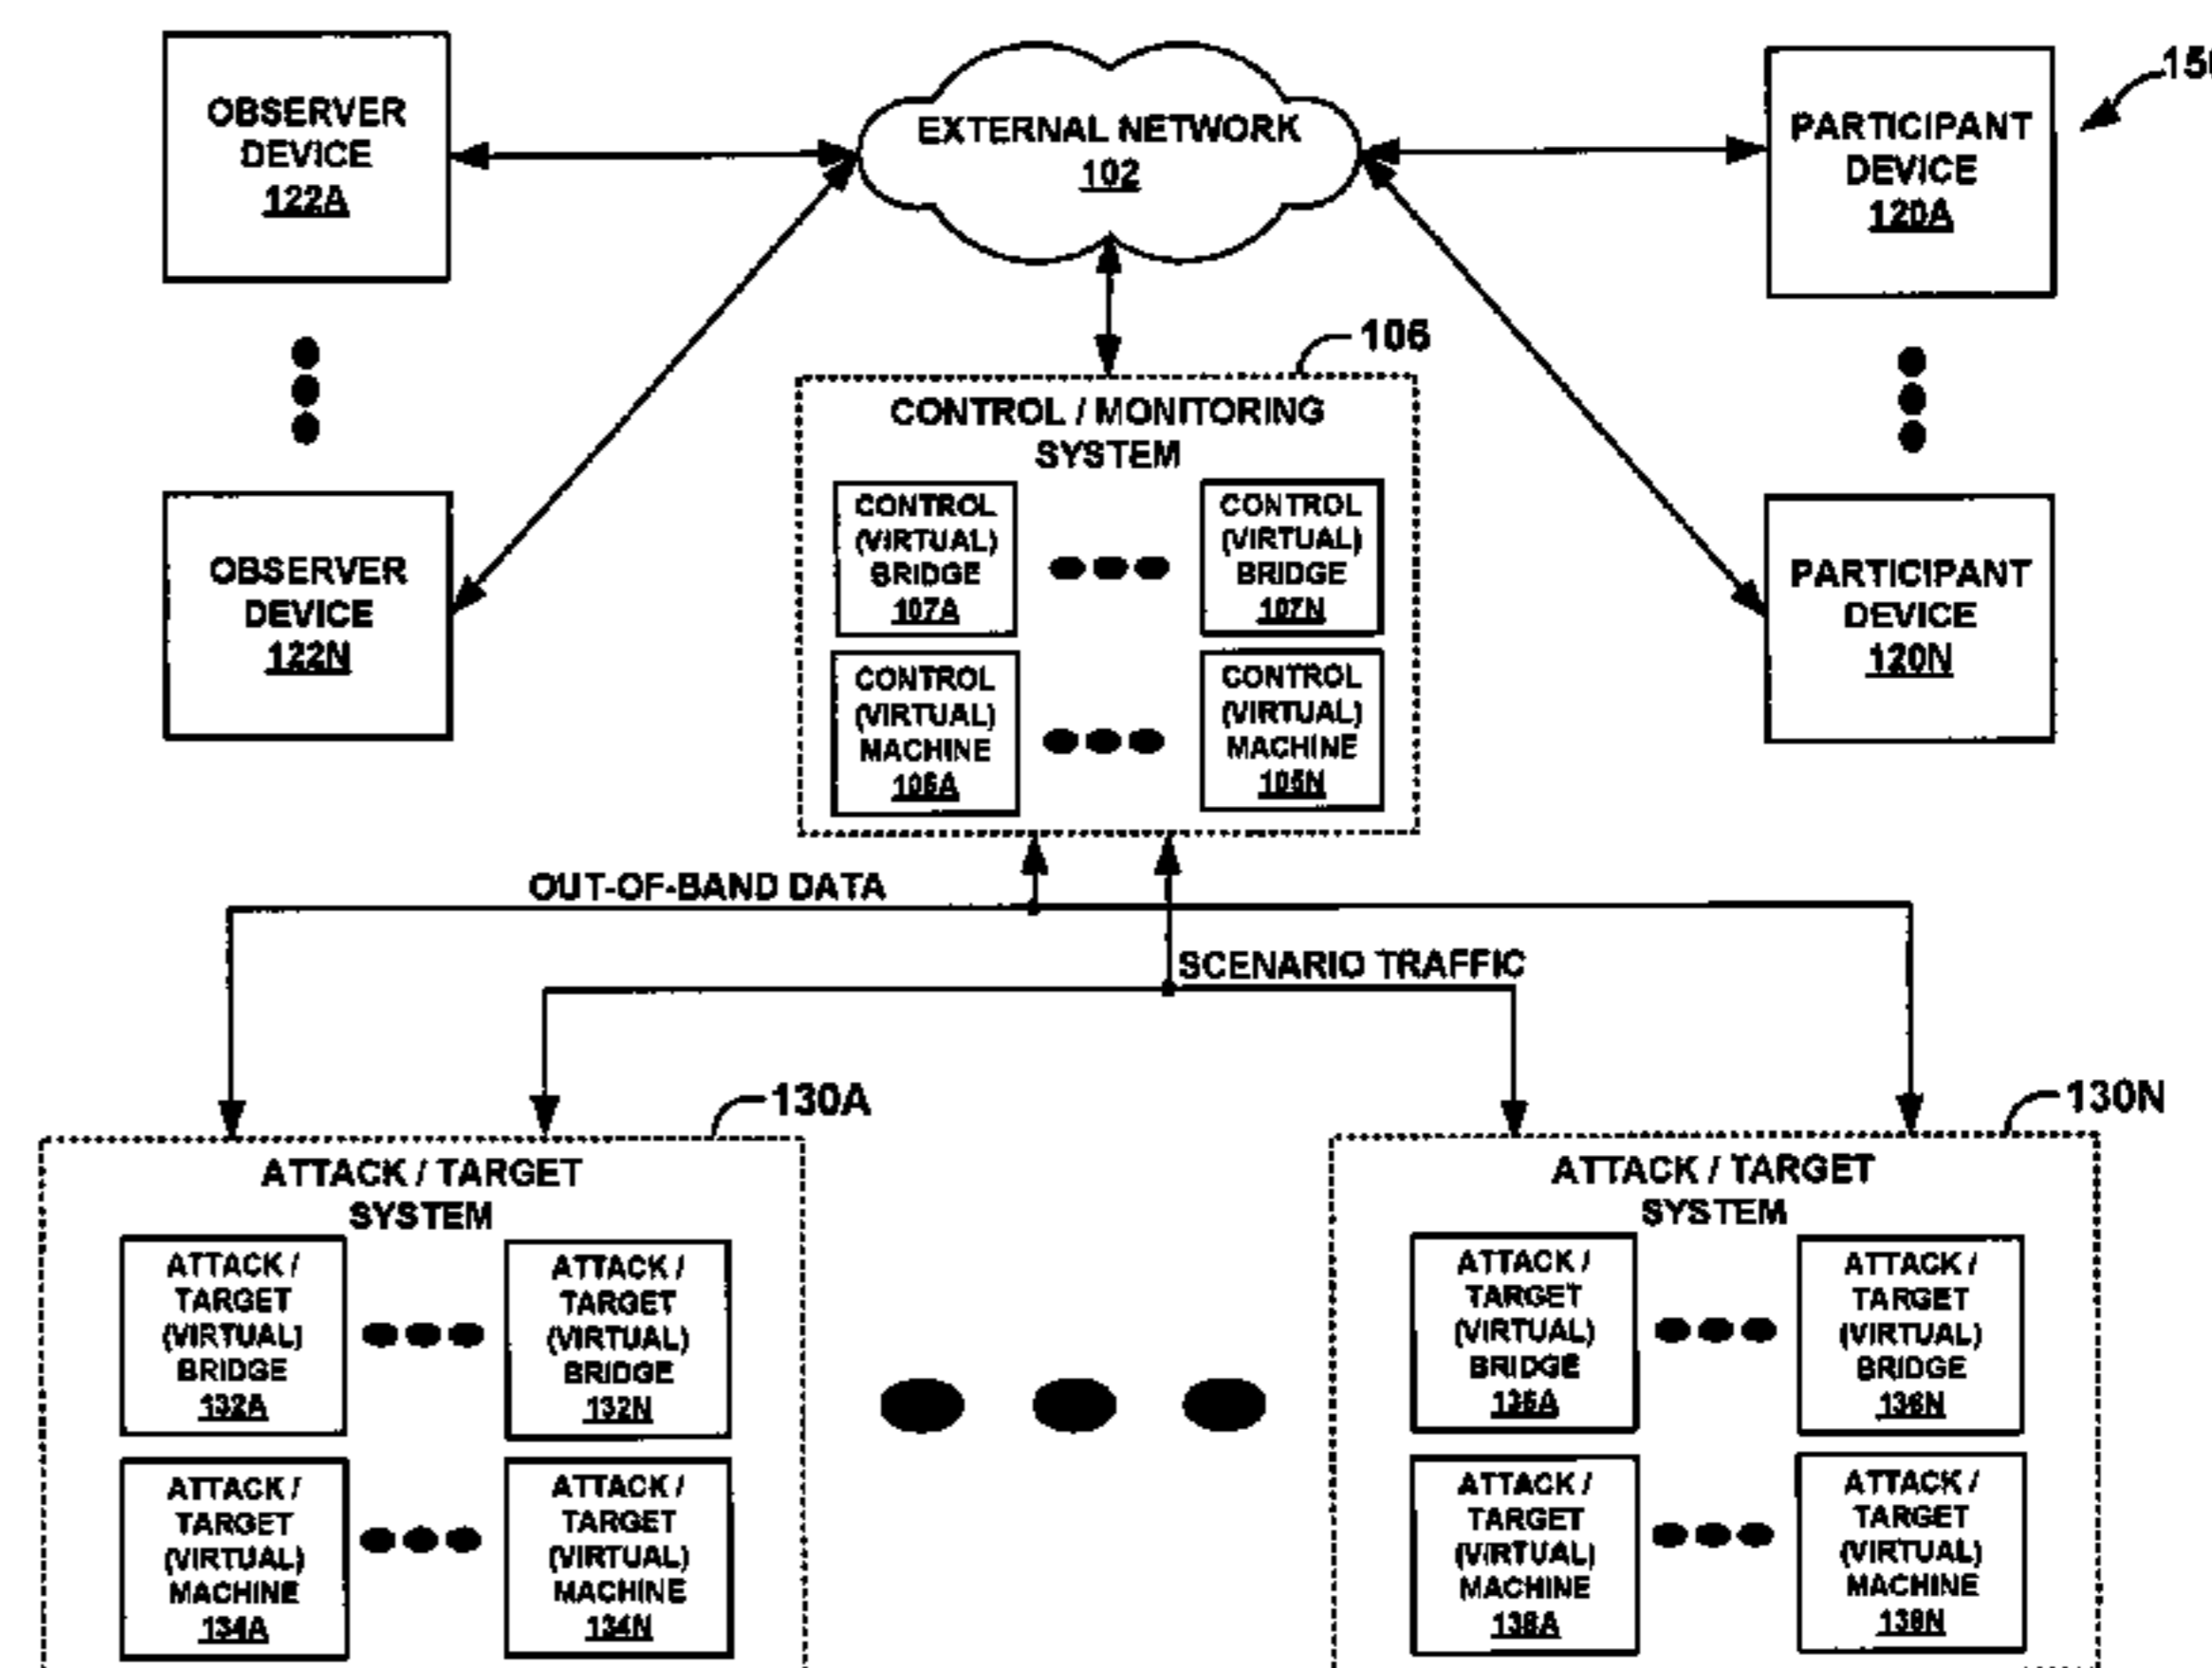 OBSERVER
DEVICE
122A
EXTERNAL NETWORK
102
PARTICIPANT
DEVICE
120A
106
CONTROL / MONITORING
SYSTEM
CONTROL
(VIRTUAL)
BRIDGE
107A
CONTROL
(VIRTUAL)
BRIDGE
107N
OBSERVER
DEVICE
122N
PARTICIPANT
DEVICE
120N
CONTROL
(VIRTUAL)
MACHINE
CONTROL
(VIRTUAL)
MACHINE
OUT-OF-BAND DATA
SCENARIO TRAFFIC
130A
130N
ATTACK / TARGET
SYSTEM
ATTACK / TARGET
SYSTEM
ATTACK /
TARGET
(VIRTUAL)
BRIDGE
132A
ATTACK /
TARGET
(VIRTUAL)
BRIDGE
132N
ATTACK /
TARGET
(VIRTUAL)
BRIDGE
ATTACK /
TARGET
(VIRTUAL)
BRIDGE
136N
ATTACK /
TARGET
(VIRTUAL)
MACHINE
134A
ATTACK /
TARGET
(VIRTUAL)
MACHINE
134N
ATTACK /
TARGET
(VIRTUAL)
MACHINE
138A
ATTACK /
TARGET
(VIRTUAL)
MACHINE
138N